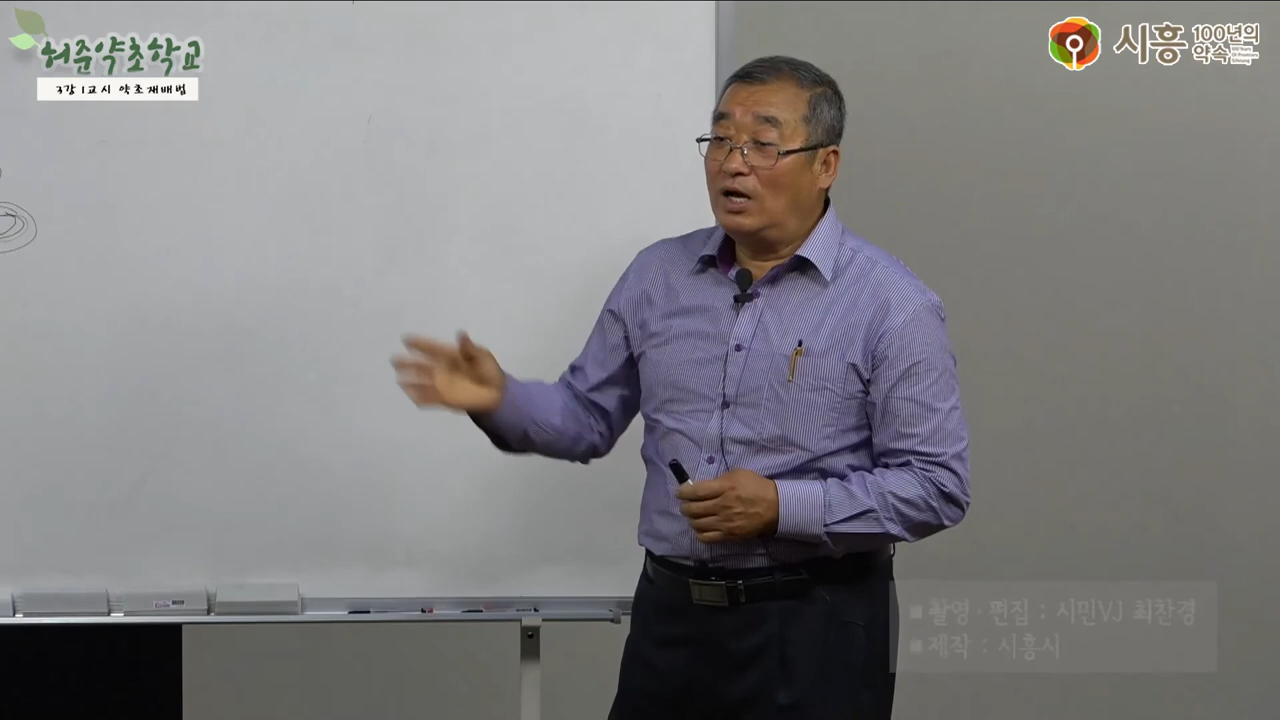 허준약초학교
3강 1교시 약초재배법
시흥 100년의 약속
■ 촬영 · 편집 : 시민VJ 최찬경
■ 제작 : 시흥시